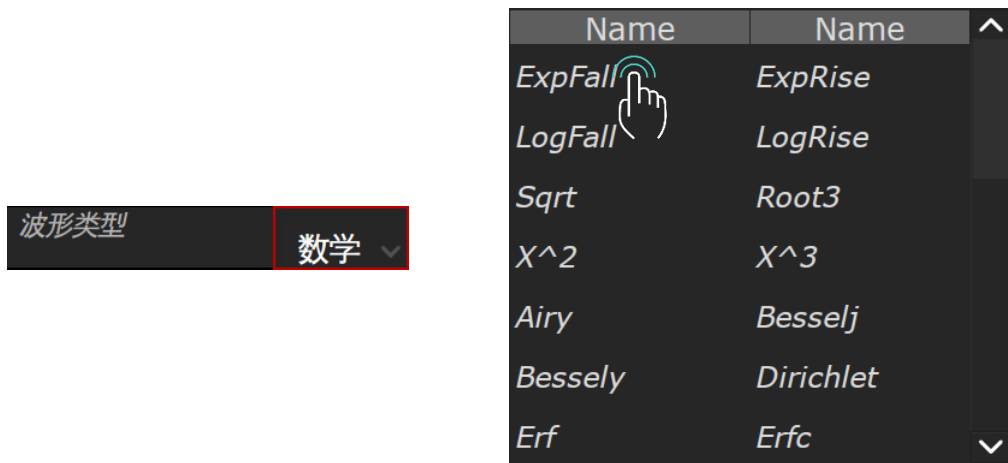 波形类型
数学
Name Name
ExpFall ExpRise
LogFall LogRise
Sqrt Root3
X^2 X^3
Airy Besselj
Bessely Dirichlet
Erf Erfc